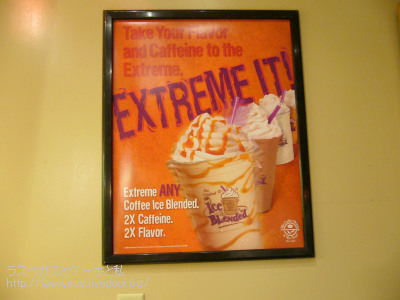 Take Your Flavor
and Caffeine to the
Extreme.
EXTREME IT!
Extreme ANY
Coffee Ice Blended.
2X Caffeine.
2X Flavor.
Ice
Blended